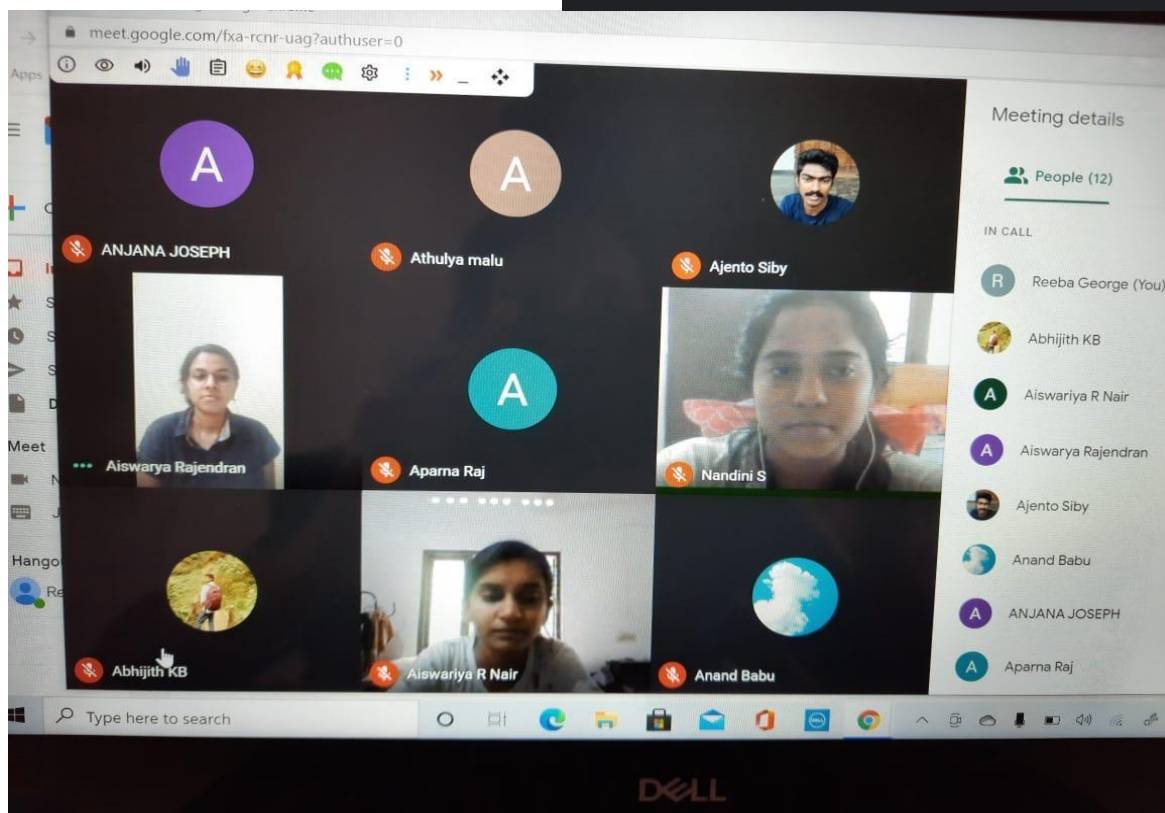 meet.google.com/fxa-rcnr-uag?authuser=0
Apps
A
ANJANA JOSEPH
A
Athulya malu
Ajento Siby
Aiswarya Rajendran
A
Aparna Raj
Nandini S
Abhijith KB
Aiswariya R Nair
Anand Babu
Meeting details
People (12)
IN CALL
R Reeba George (You)
Abhijith KB
A Aiswariya R Nair
A Aiswarya Rajendran
Ajento Siby
Anand Babu
A ANJANA JOSEPH
A Aparna Raj
Meet
Hango
Re
Type here to search
DELL